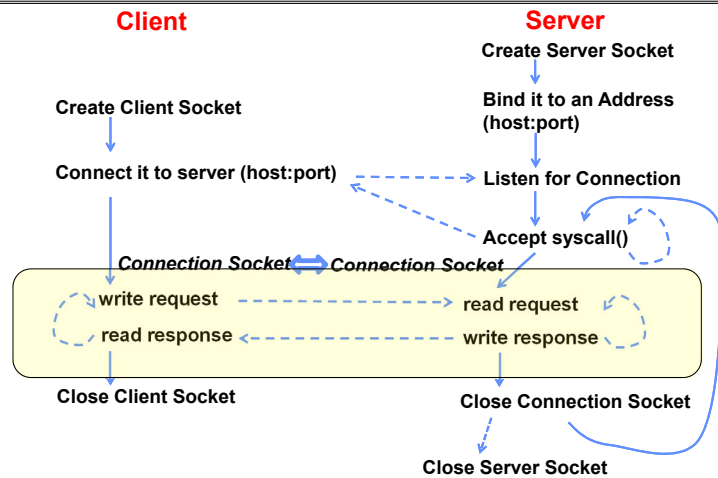 Client
Server
Create Server Socket
Create Client Socket
Bind it to an Address
(host:port)
Connect it to server (host:port)
Listen for Connection
Accept syscall()
Connection Socket
Connection Socket
write request
read request
read response
write response
Close Client Socket
Close Connection Socket
Close Server Socket